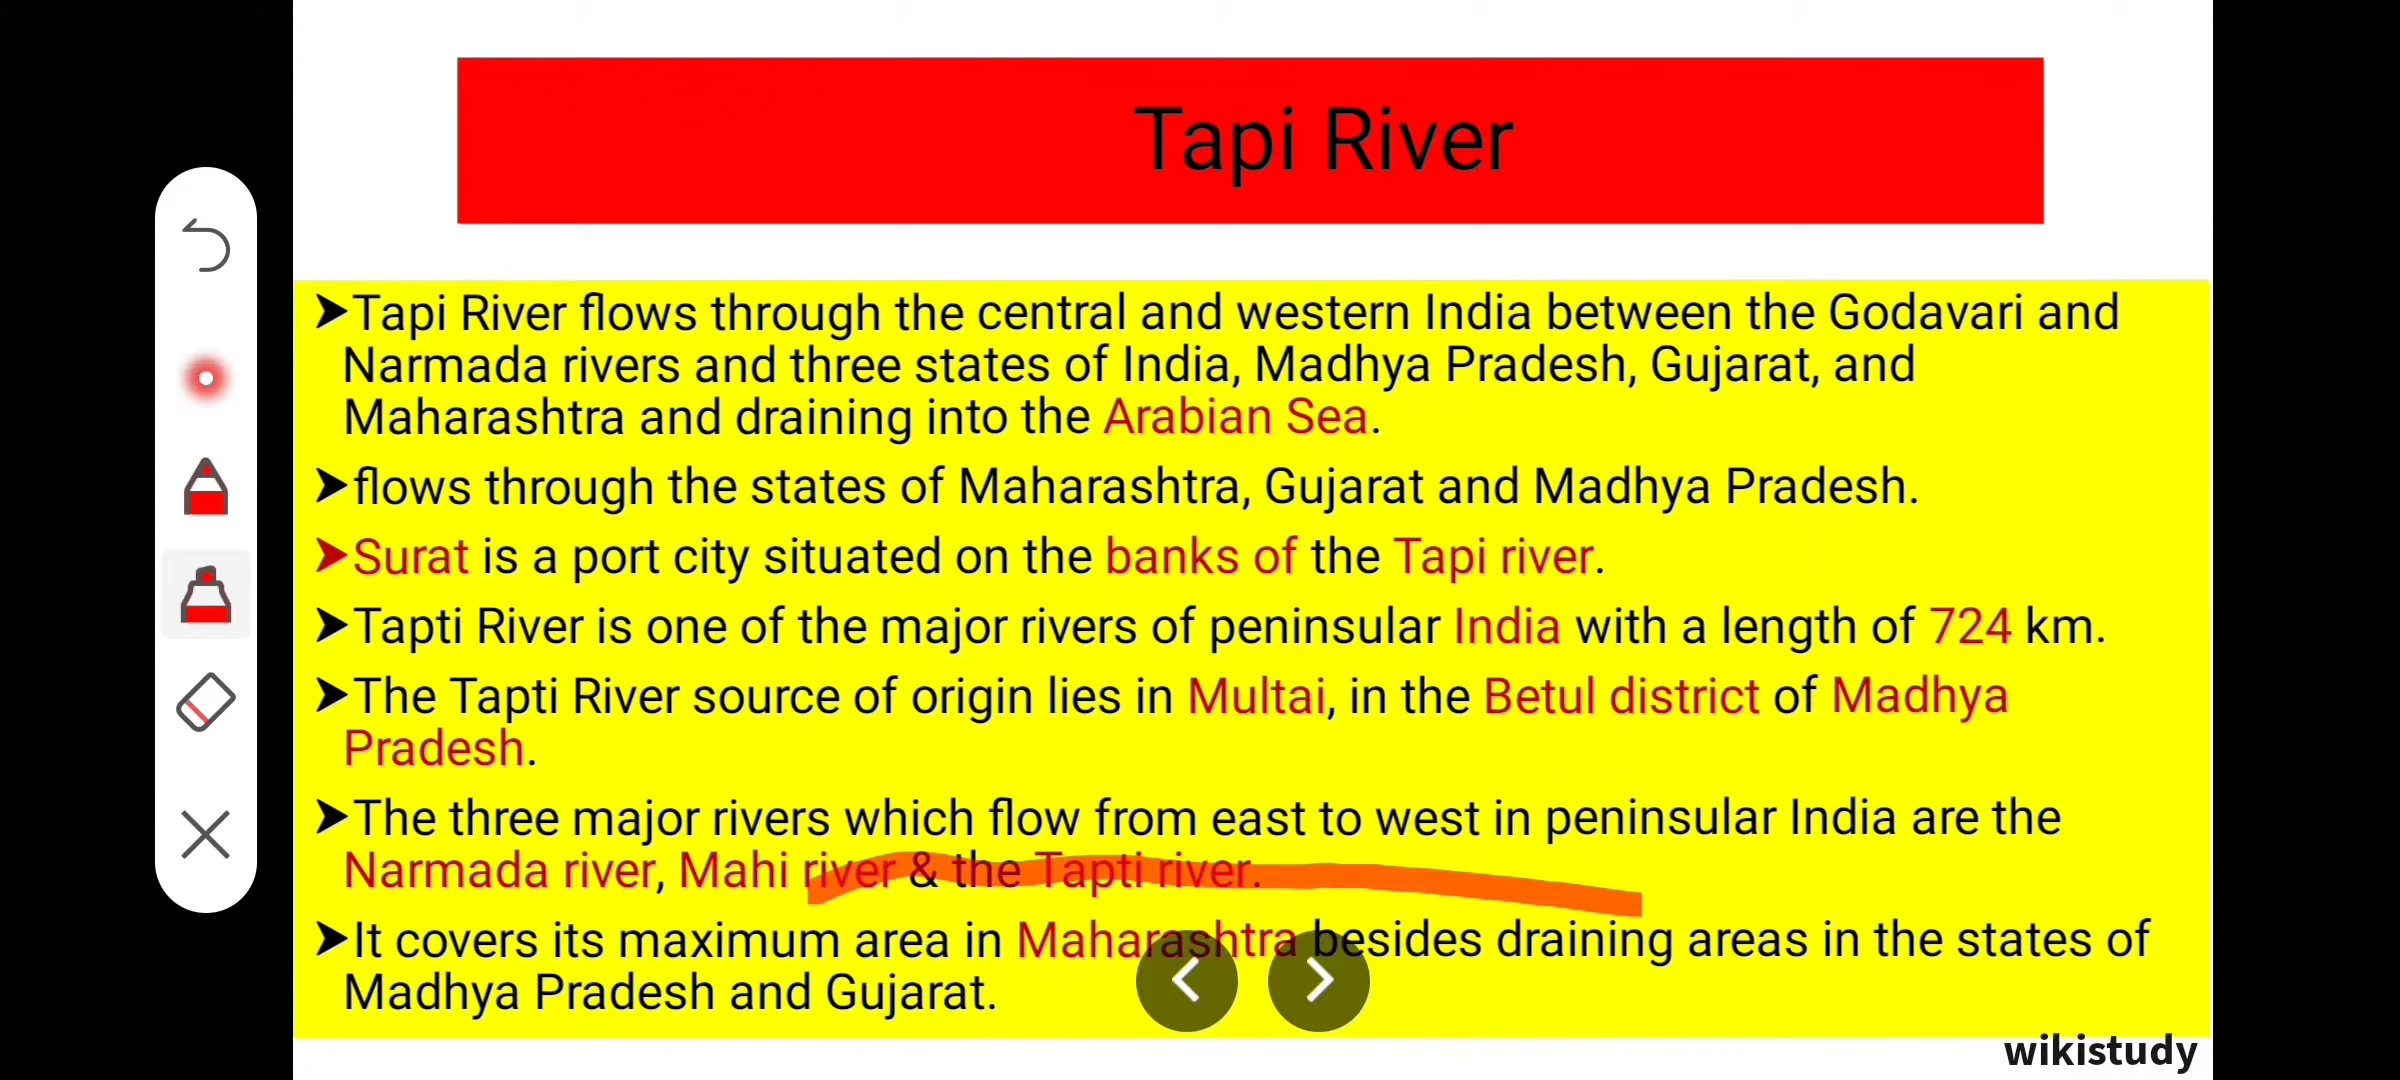 Tapi River
➤Tapi River flows through the central and western India between the Godavari and
Narmada rivers and three states of India, Madhya Pradesh, Gujarat, and
Maharashtra and draining into the Arabian Sea.
➤flows through the states of Maharashtra, Gujarat and Madhya Pradesh.
➤Surat is a port city situated on the banks of the Tapi river.
➤Tapti River is one of the major rivers of peninsular India with a length of 724 km.
➤The Tapti River source of origin lies in Multai, in the Betul district of Madhya
Pradesh.
➤The three major rivers which flow from east to west in peninsular India are the
Narmada river, Mahi river & the Tapti river.
➤It covers its maximum area in Maharashtra besides draining areas in the states of
Madhya Pradesh and Gujarat.
wikistudy